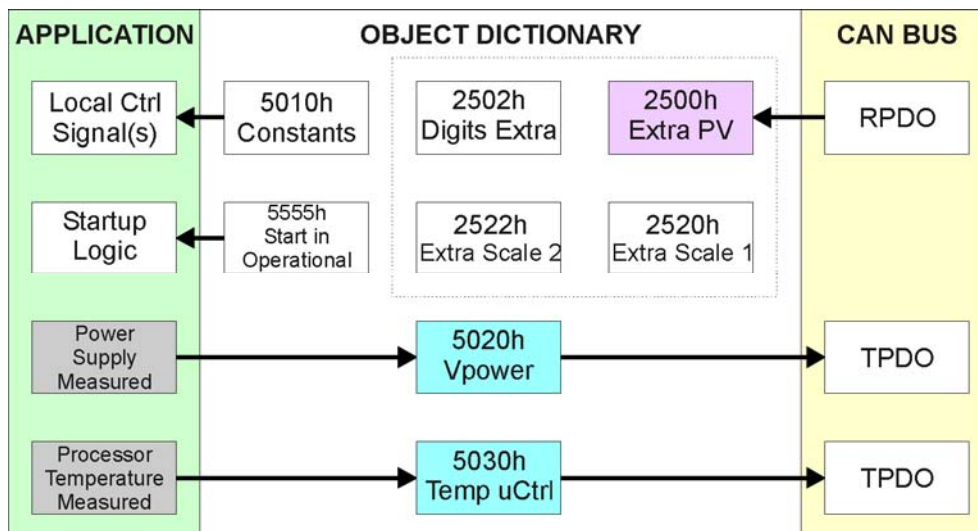 APPLICATION
OBJECT DICTIONARY
CAN BUS
Local Ctrl
Signal(s)
5010h
Constants
2502h
Digits Extra
2500h
Extra PV
RPDO
Startup
Logic
5555h
Start in
Operational
2522h
Extra Scale 2
2520h
Extra Scale 1
Power
Supply
Measured
5020h
Vpower
TPDO
Processor
Temperature
Measured
5030h
Temp uCtrl
TPDO